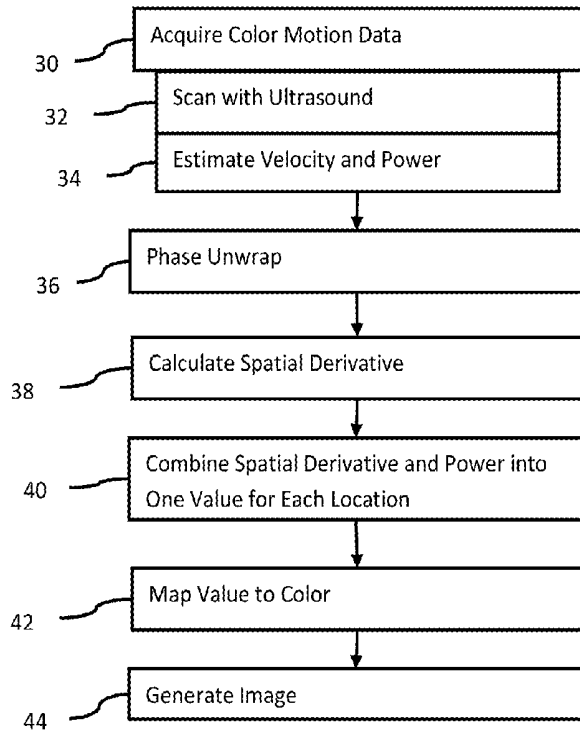 Acquire Color Motion Data
30
Scan with Ultrasound
32
Estimate Velocity and Power
34
Phase Unwrap
36
Calculate Spatial Derivative
38
Combine Spatial Derivative and Power into
One Value for Each Location
40
Map Value to Color
42
Generate Image
44